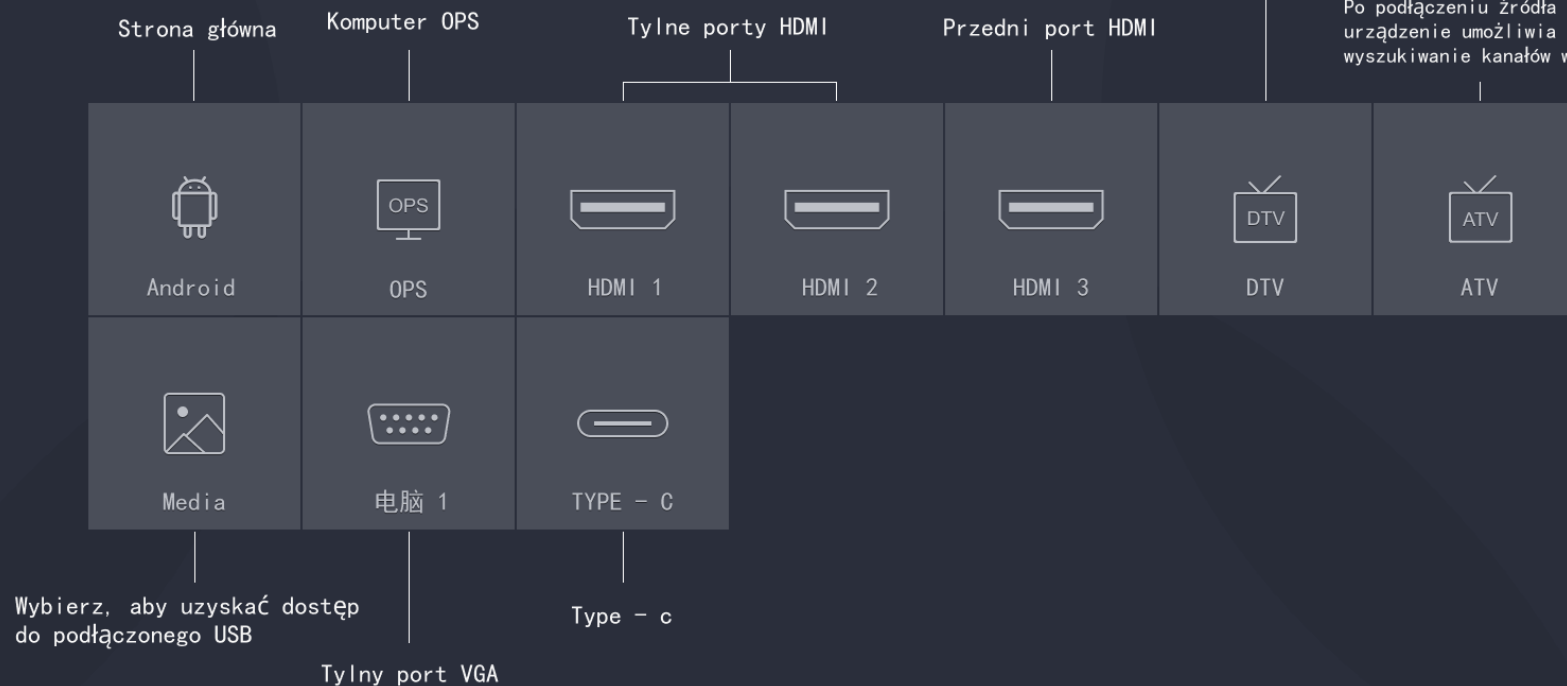 Strona główna
Komputer OPS
Tylne porty HDMI
Przedni port HDMI
Po podłączeniu źródła
urządzenie umożliwia
wyszukiwanie kanałów w
OPS
DTV
ATV
Android
OPS
HDMI 1
HDMI 2
HDMI 3
DTV
ATV
Media
电脑 1
TYPE - C
Wybierz, aby uzyskać dostęp
do podłączonego USB
Type - c
Tylny port VGA